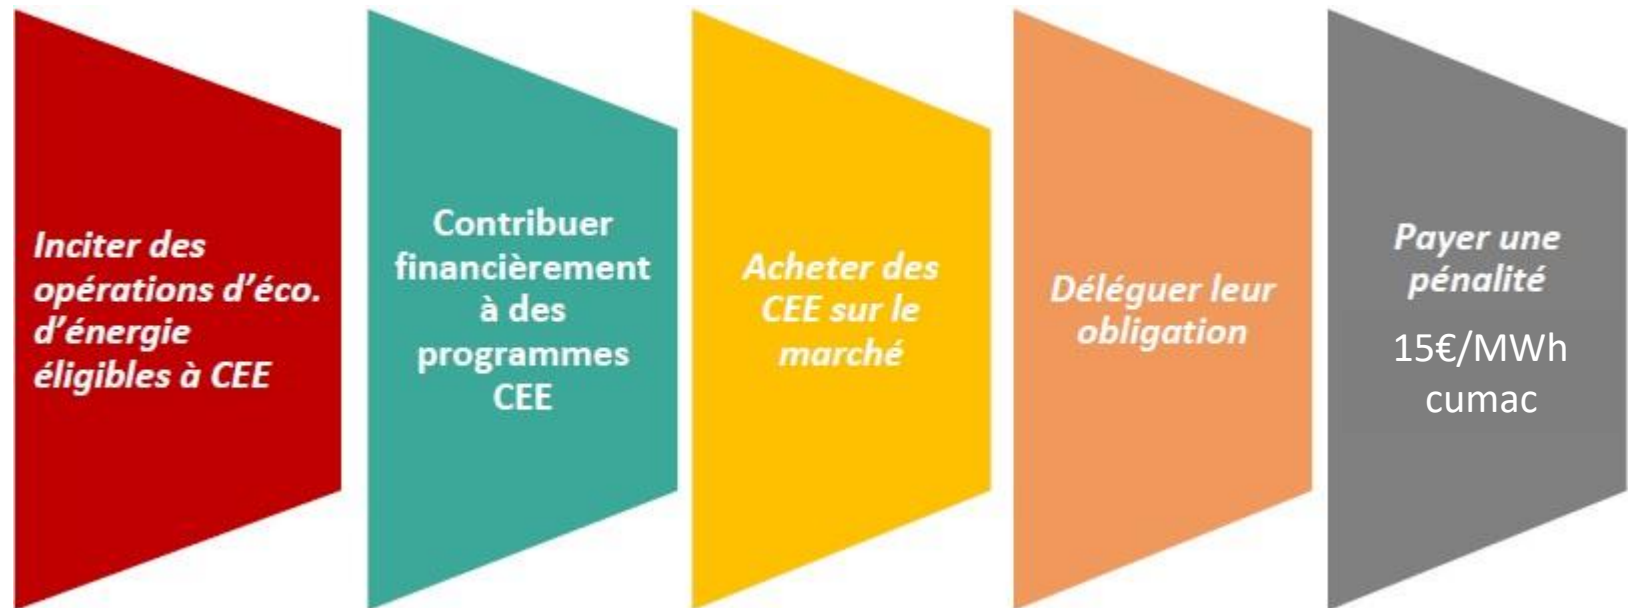 Inciter des
opérations d'éco.
d'énergie
éligibles à CEE
Contribuer
financièrement
à des
programmes
CEE
Acheter des
CEE sur le
marché
Déléguer leur
obligation
Payer une
pénalité
15€/MWh
cumac